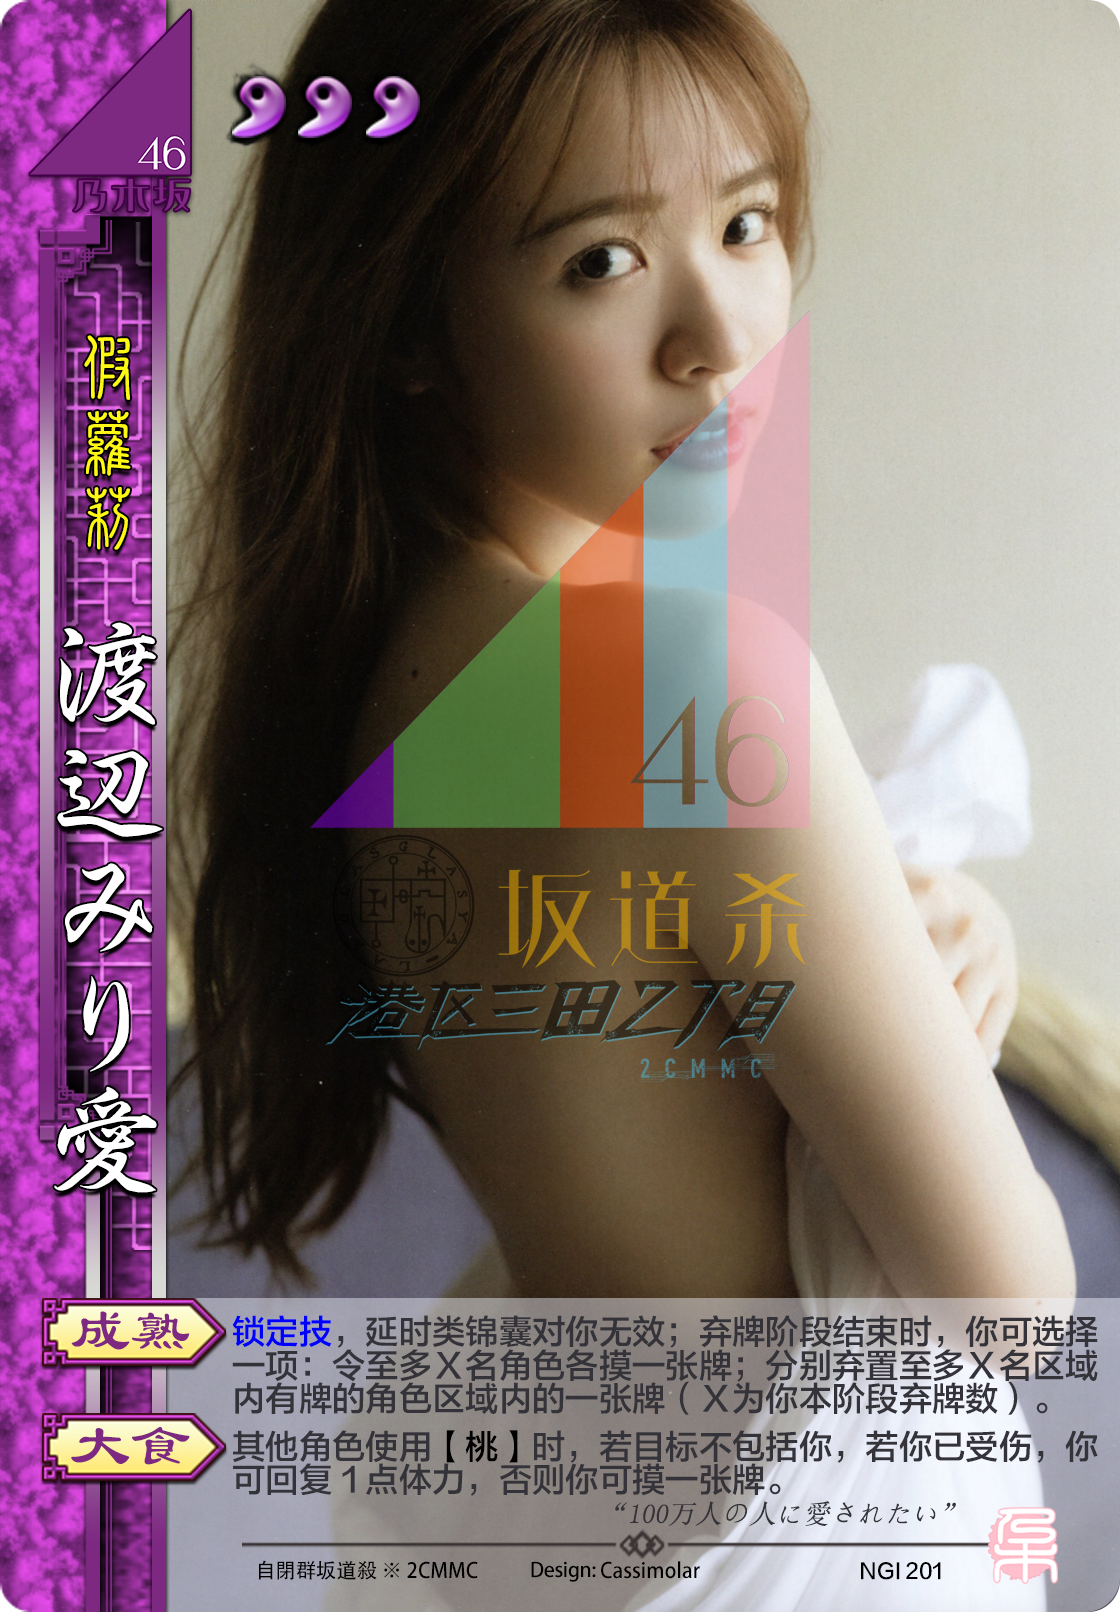 46
乃木坂
假蘿莉
渡辺みり愛
46
坂道杀
港区三田2丁目
2CMMC
成熟
锁定技，延时类锦囊对你无效；弃牌阶段结束时，你可选择
一项：令至多X名角色各摸一张牌；分别弃置至多X名区域
内有牌的角色区域内的一张牌（X为你本阶段弃牌数）。
大食
其他角色使用【桃】时，若目标不包括你，若你已受伤，你
可回复1点体力，否则你可摸一张牌。
“100万人の人に愛されたい”
自閉群坂道殺 ※ 2CMMC
Design: Cassimolar
NGI 201